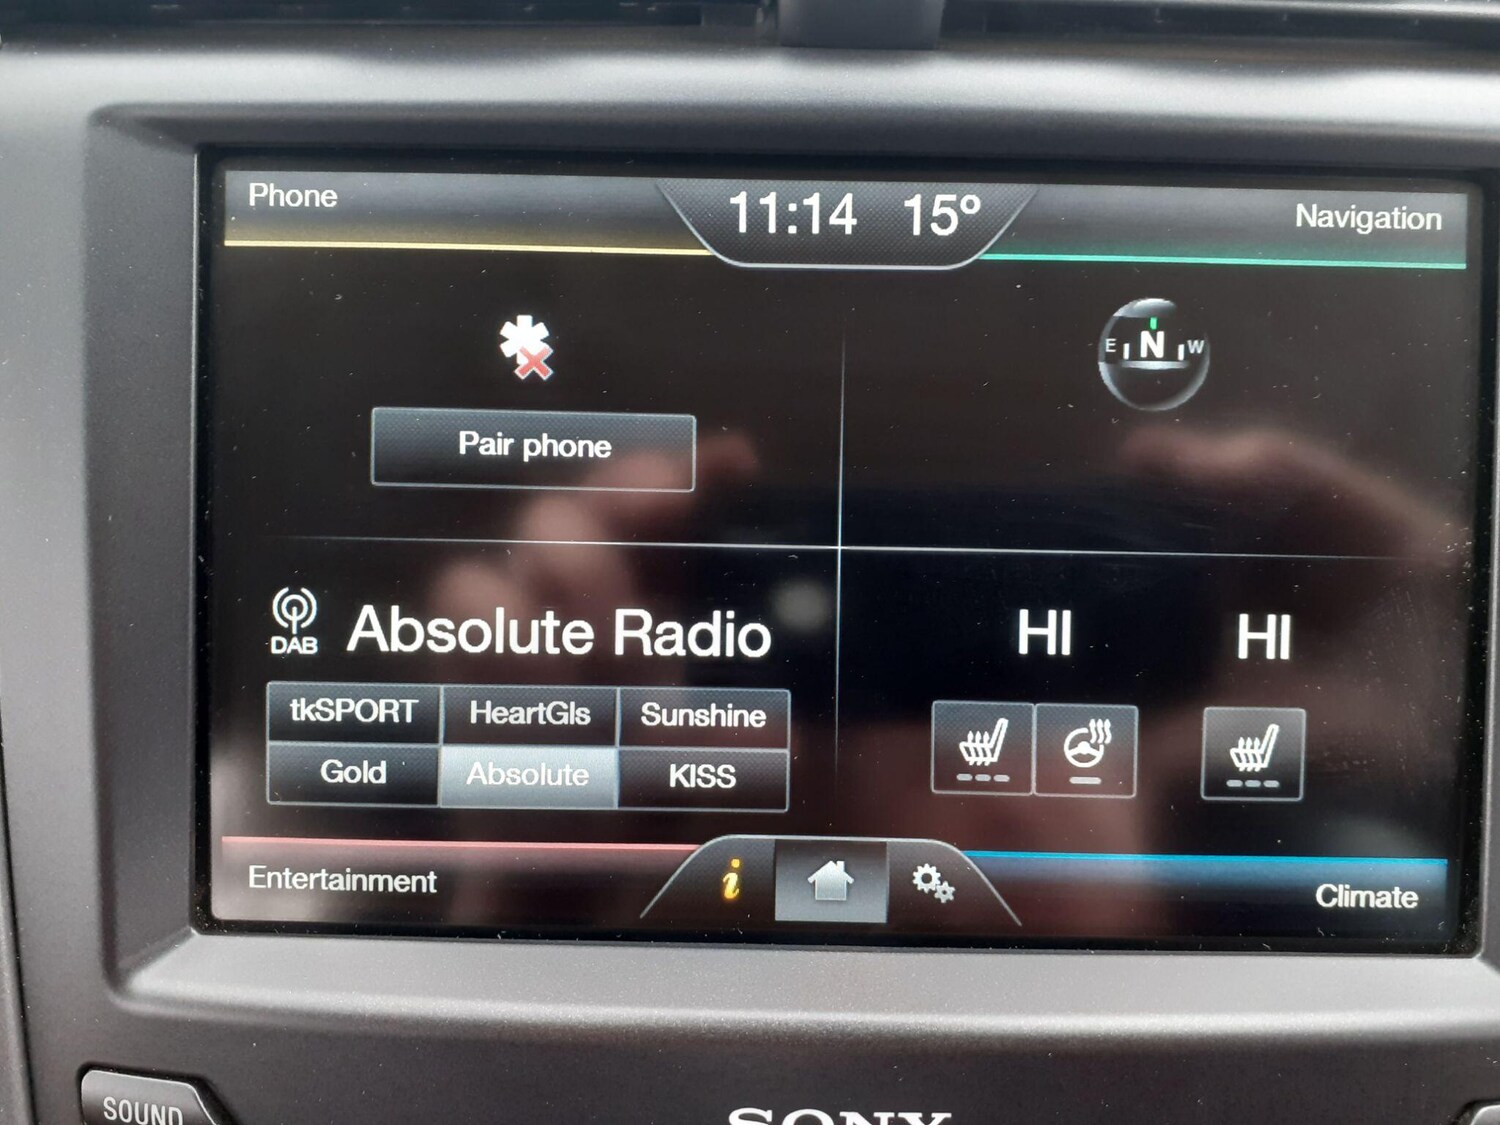 Phone
11:14 15°
Navigation
E N W
Pair phone
DAB
Absolute Radio
tkSPORT HeartGls Sunshine
Gold Absolute KISS
HI HI
Entertainment
i
Climate
SOUND
SONY